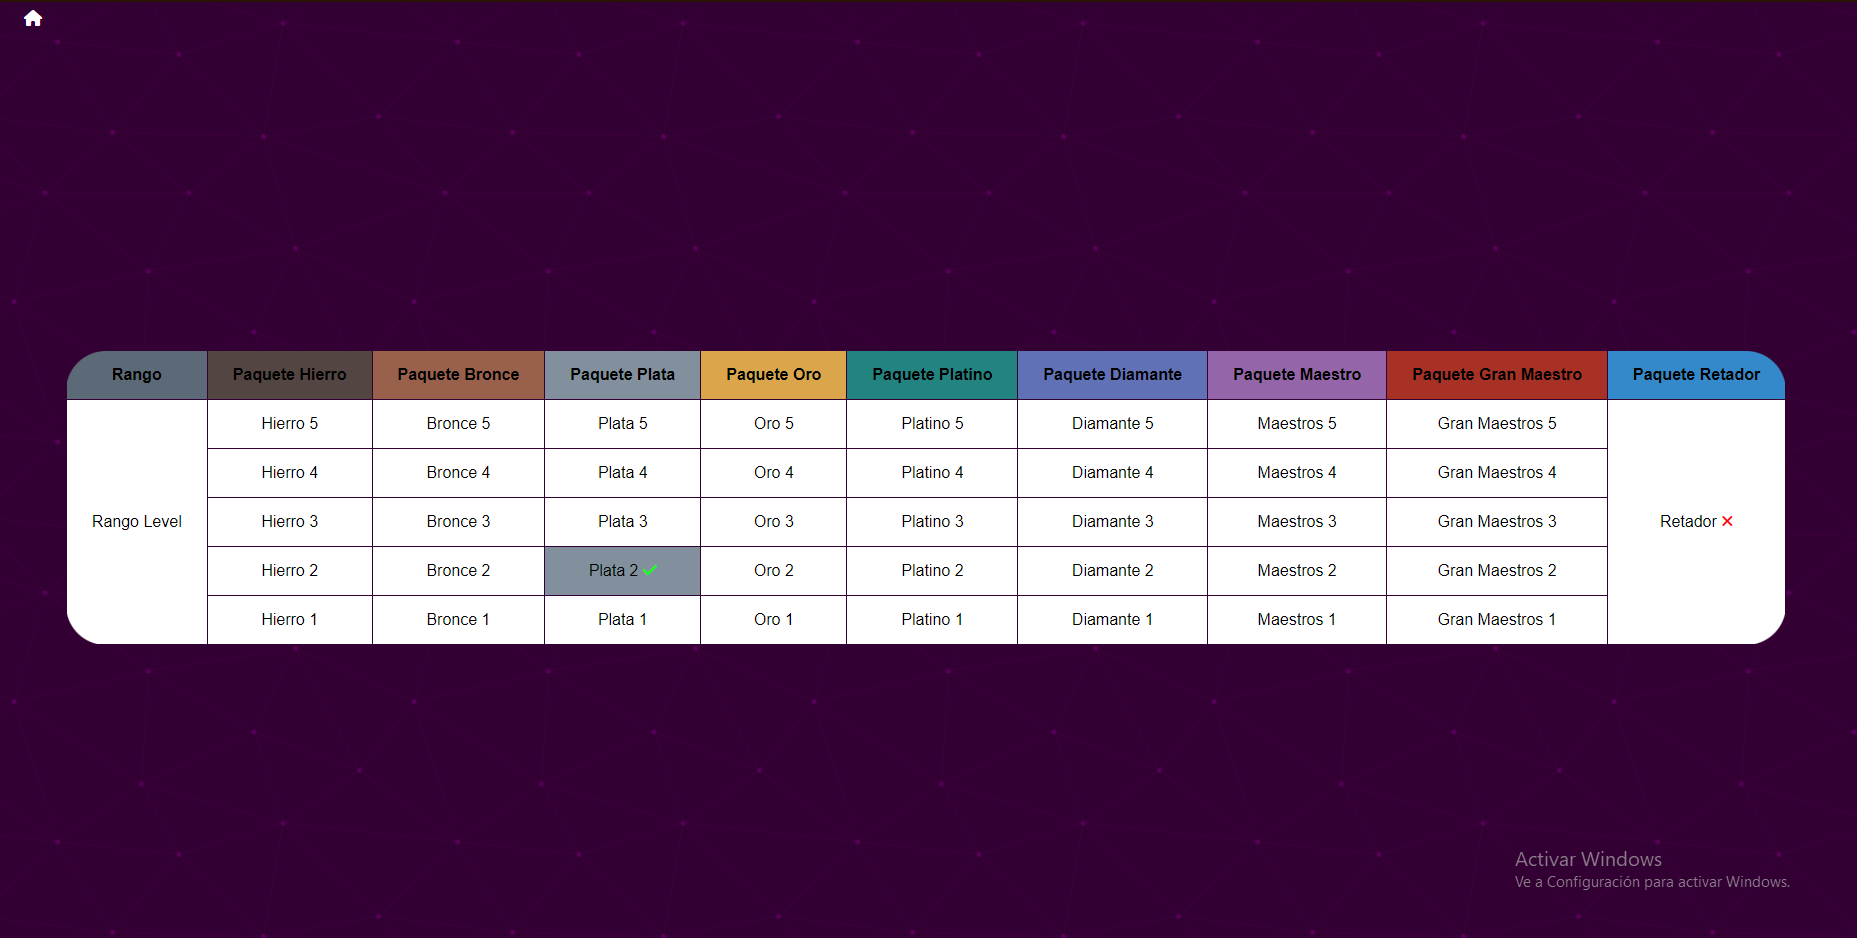 Rango Paquete Hierro Paquete Bronce Paquete Plata Paquete Oro Paquete Platino Paquete Diamante Paquete Maestro Paquete Gran Maestro Paquete Retador
Hierro 5 Bronce 5 Plata 5 Oro 5 Platino 5 Diamante 5 Maestros 5 Gran Maestros 5
Hierro 4 Bronce 4 Plata 4 Oro 4 Platino 4 Diamante 4 Maestros 4 Gran Maestros 4
Rango Level Hierro 3 Bronce 3 Plata 3 Oro 3 Platino 3 Diamante 3 Maestros 3 Gran Maestros 3 Retador
Hierro 2 Bronce 2 Plata 2 Oro 2 Platino 2 Diamante 2 Maestros 2 Gran Maestros 2
Hierro 1 Bronce 1 Plata 1 Oro 1 Platino 1 Diamante 1 Maestros 1 Gran Maestros 1
Activar Windows
Ve a Configuración para activar Windows.